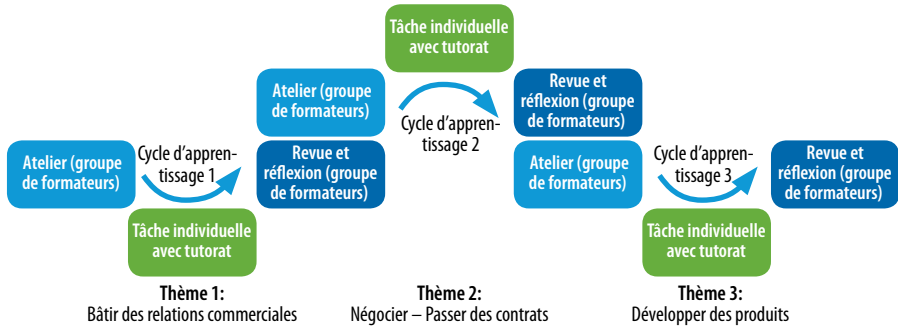 Tâche individuelle
avec tutorat
Atelier (groupe
de formateurs)
Cycle d’appren-
tissage 2
Revue et
réflexion (groupe
de formateurs)
Atelier (groupe
de formateurs)
Cycle d’appren-
tissage 1
Revue et
réflexion (groupe
de formateurs)
Atelier (groupe
de formateurs)
Cycle d’appren-
tissage 3
Revue et
réflexion (groupe
de formateurs)
Tâche individuelle
avec tutorat
Tâche individuelle
avec tutorat
Thème 1:
Bâtir des relations commerciales
Thème 2:
Négocier – Passer des contrats
Thème 3:
Développer des produits